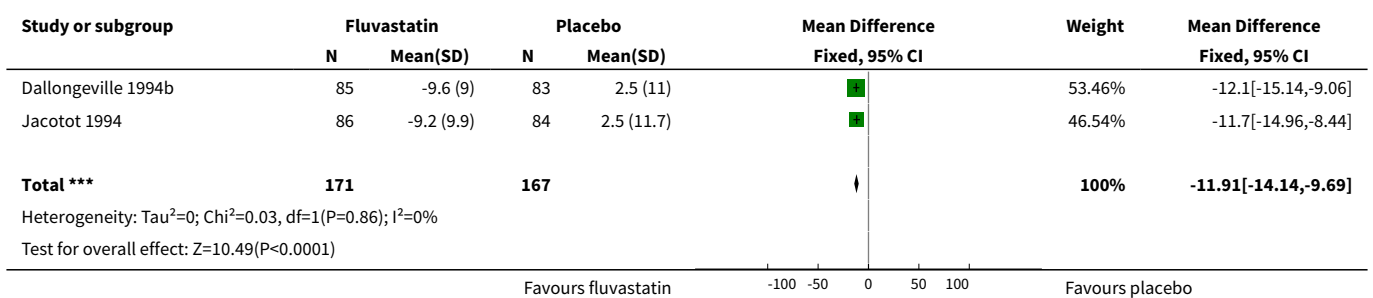 Study or subgroup Fluvastatin Placebo Mean Difference Weight Mean Difference
N Mean(SD) N Mean(SD) Fixed, 95% CI Fixed, 95% CI
Dallongeville 1994b 85 -9.6 (9) 83 2.5 (11) 53.46% -12.1[-15.14,-9.06]
Jacotot 1994 86 -9.2 (9.9) 84 2.5 (11.7) 46.54% -11.7[-14.96,-8.44]
Total *** 171 167 100% -11.91[-14.14,-9.69]
Heterogeneity: Tau²=0; Chi²=0.03, df=1(P=0.86); I²=0%
Test for overall effect: Z=10.49(P<0.0001)
Favours fluvastatin -100 -50 0 50 100 Favours placebo